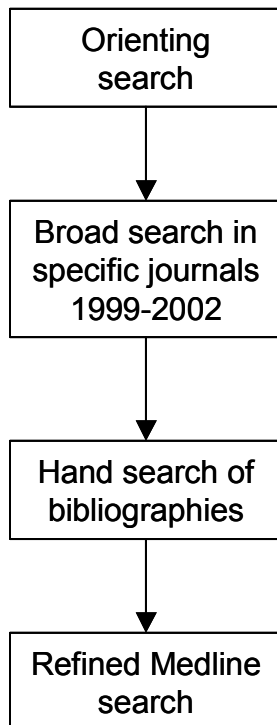 Orienting
search
Broad search in
specific journals
1999-2002
Hand search of
bibliographies
Refined Medline
search